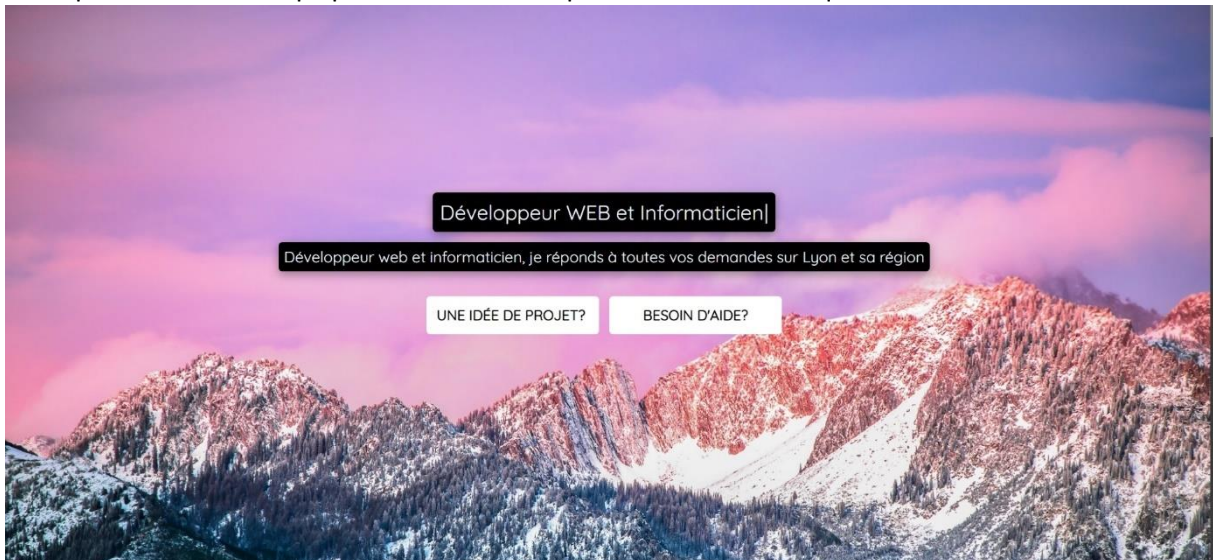 Développeur WEB et Informaticien|
Développeur web et informaticien, je réponds à toutes vos demandes sur Lyon et sa région
UNE IDÉE DE PROJET? BESOIN D'AIDE?